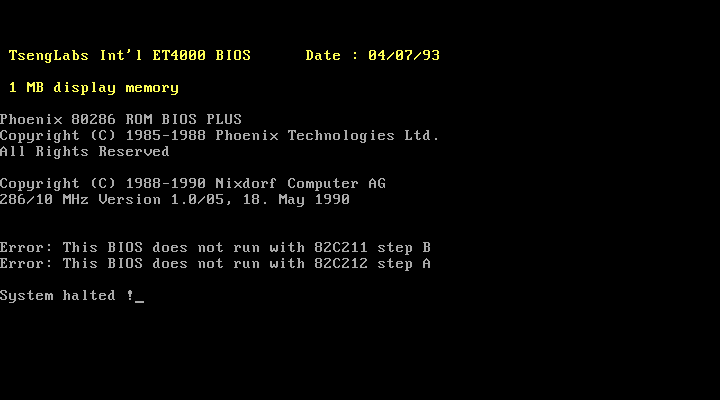 TsengLabs Int'l ET4000 BIOS      Date : 04/07/93
1 MB display memory
Phoenix 80286 ROM BIOS PLUS
Copyright (C) 1985-1988 Phoenix Technologies Ltd.
All Rights Reserved
Copyright (C) 1988-1990 Nixdorf Computer AG
286/10 MHz Version 1.0/05, 18. May 1990
Error: This BIOS does not run with 82C211 step B
Error: This BIOS does not run with 82C212 step A
System halted !_